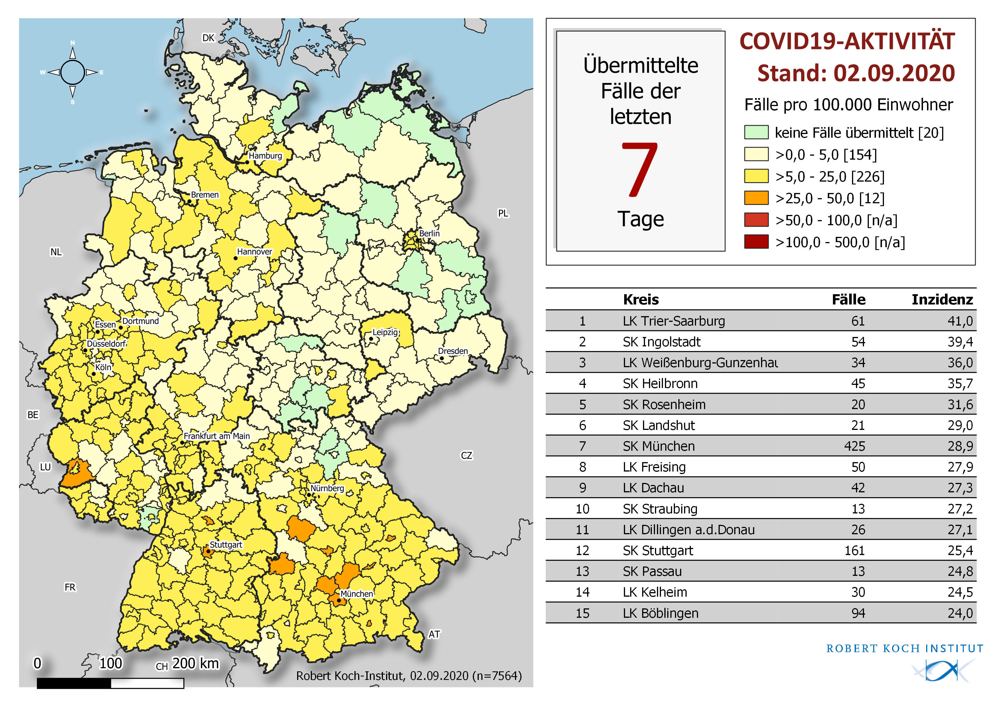 N
W
E
S
DK
Hamburg
Bremen
PL
Berlin
NL
Hannover
Dortmund
Essen
Leipzig
Düsseldorf
Dresden
Köln
BE
Frankfurt am Main
CZ
LU
Nürnberg
Stuttgart
FR
München
AT
0 100 200 km
CH
Robert Koch-Institut, 02.09.2020 (n=7564)
Übermittelte
Fälle der
letzten
7
Tage
COVID19-AKTIVITÄT
Stand: 02.09.2020
Fälle pro 100.000 Einwohner
keine Fälle übermittelt [20]
>0,0 - 5,0 [154]
>5,0 - 25,0 [226]
>25,0 - 50,0 [12]
>50,0 - 100,0 [n/a]
>100,0 - 500,0 [n/a]
Kreis Fälle Inzidenz
1 LK Trier-Saarburg 61 41,0
2 SK Ingolstadt 54 39,4
3 LK Weißenburg-Gunzenhau 34 36,0
4 SK Heilbronn 45 35,7
5 SK Rosenheim 20 31,6
6 SK Landshut 21 29,0
7 SK München 425 28,9
8 LK Freising 50 27,9
9 LK Dachau 42 27,3
10 SK Straubing 13 27,2
11 LK Dillingen a.d.Donau 26 27,1
12 SK Stuttgart 161 25,4
13 SK Passau 13 24,8
14 LK Kelheim 30 24,5
15 LK Böblingen 94 24,0
ROBERT KOCH INSTITUT